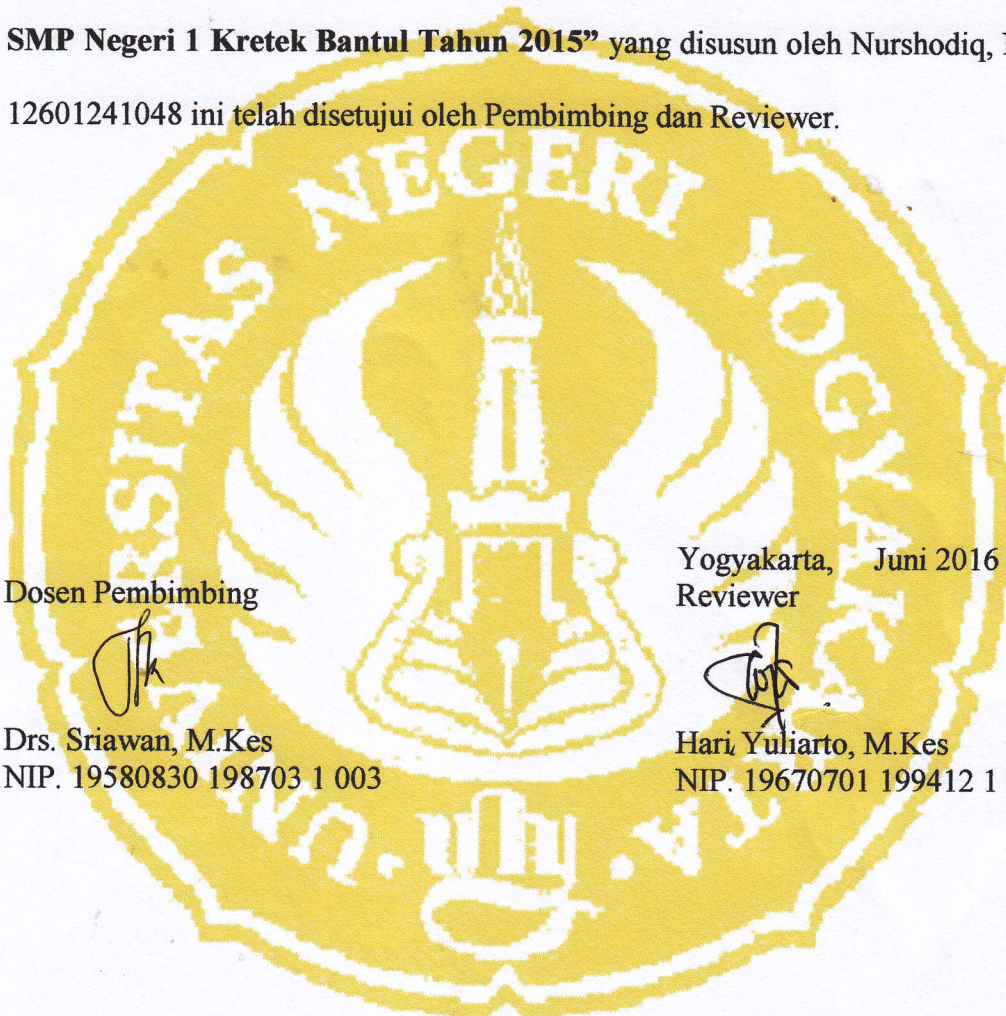 SMP Negeri 1 Kretek Bantul Tahun 2015” yang disusun oleh Nurshodiq,
12601241048 ini telah disetujui oleh Pembimbing dan Reviewer.
UNIVERSITAS NEGERI YOGYAKARTA
uny
Yogyakarta, Juni 2016
Dosen Pembimbing
Reviewer
Drs. Sriawan, M.Kes
Hari Yuliarto, M.Kes
NIP. 19580830 198703 1 003
NIP. 19670701 199412 1